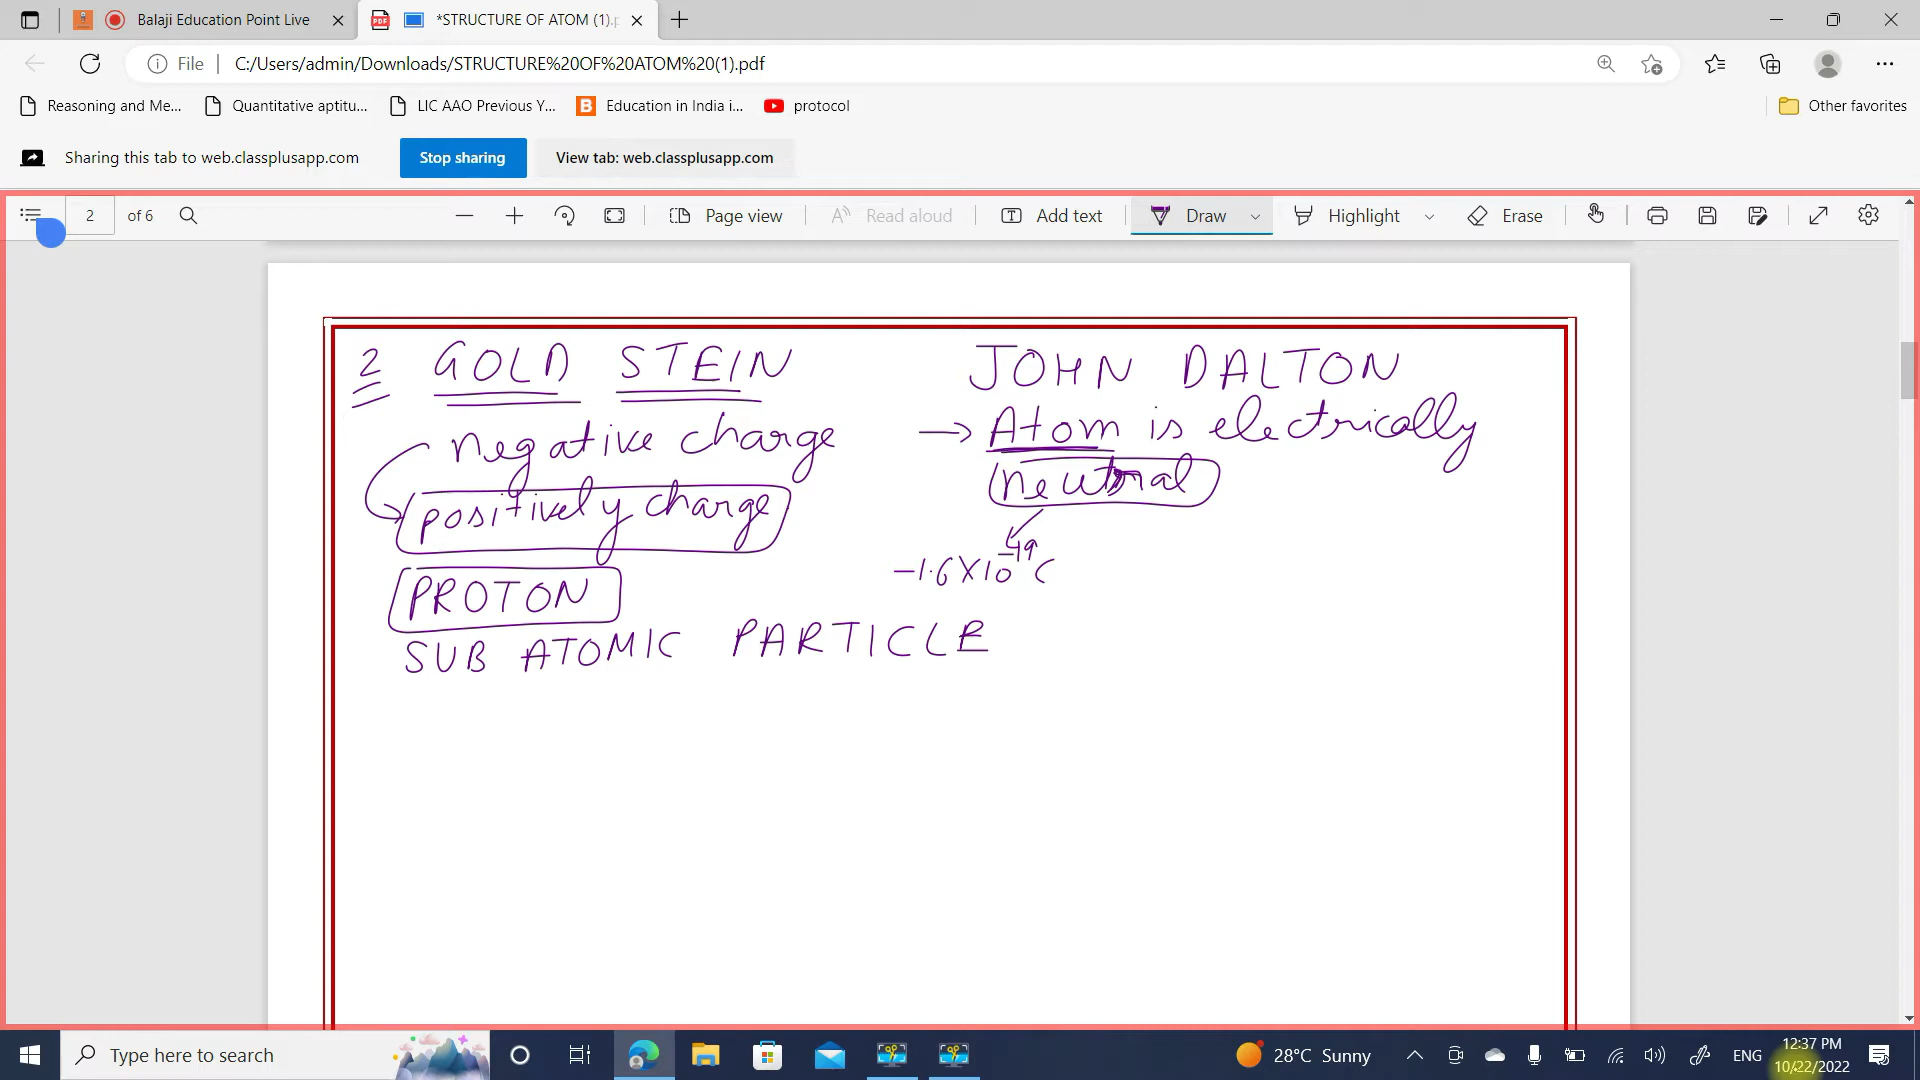 Balaji Education Point Live
*STRUCTURE OF ATOM (1).p
File
C:/Users/admin/Downloads/STRUCTURE%20OF%20ATOM%20(1).pdf
Reasoning and Me...
Quantitative aptitu...
LIC AAO Previous Y...
Education in India i...
protocol
Other favorites
Sharing this tab to web.classplusapp.com
Stop sharing
View tab: web.classplusapp.com
2 of 6
Page view
Read aloud
Add text
Draw
Highlight
Erase
2 GOLD STEIN
negative charge
positively charge
PROTON
SUB ATOMIC PARTICLE
JOHN DALTON
→ Atom is electrically
neutral
-1.6X10⁻¹⁹C
Type here to search
28°C Sunny
ENG
12:37 PM
10/22/2022